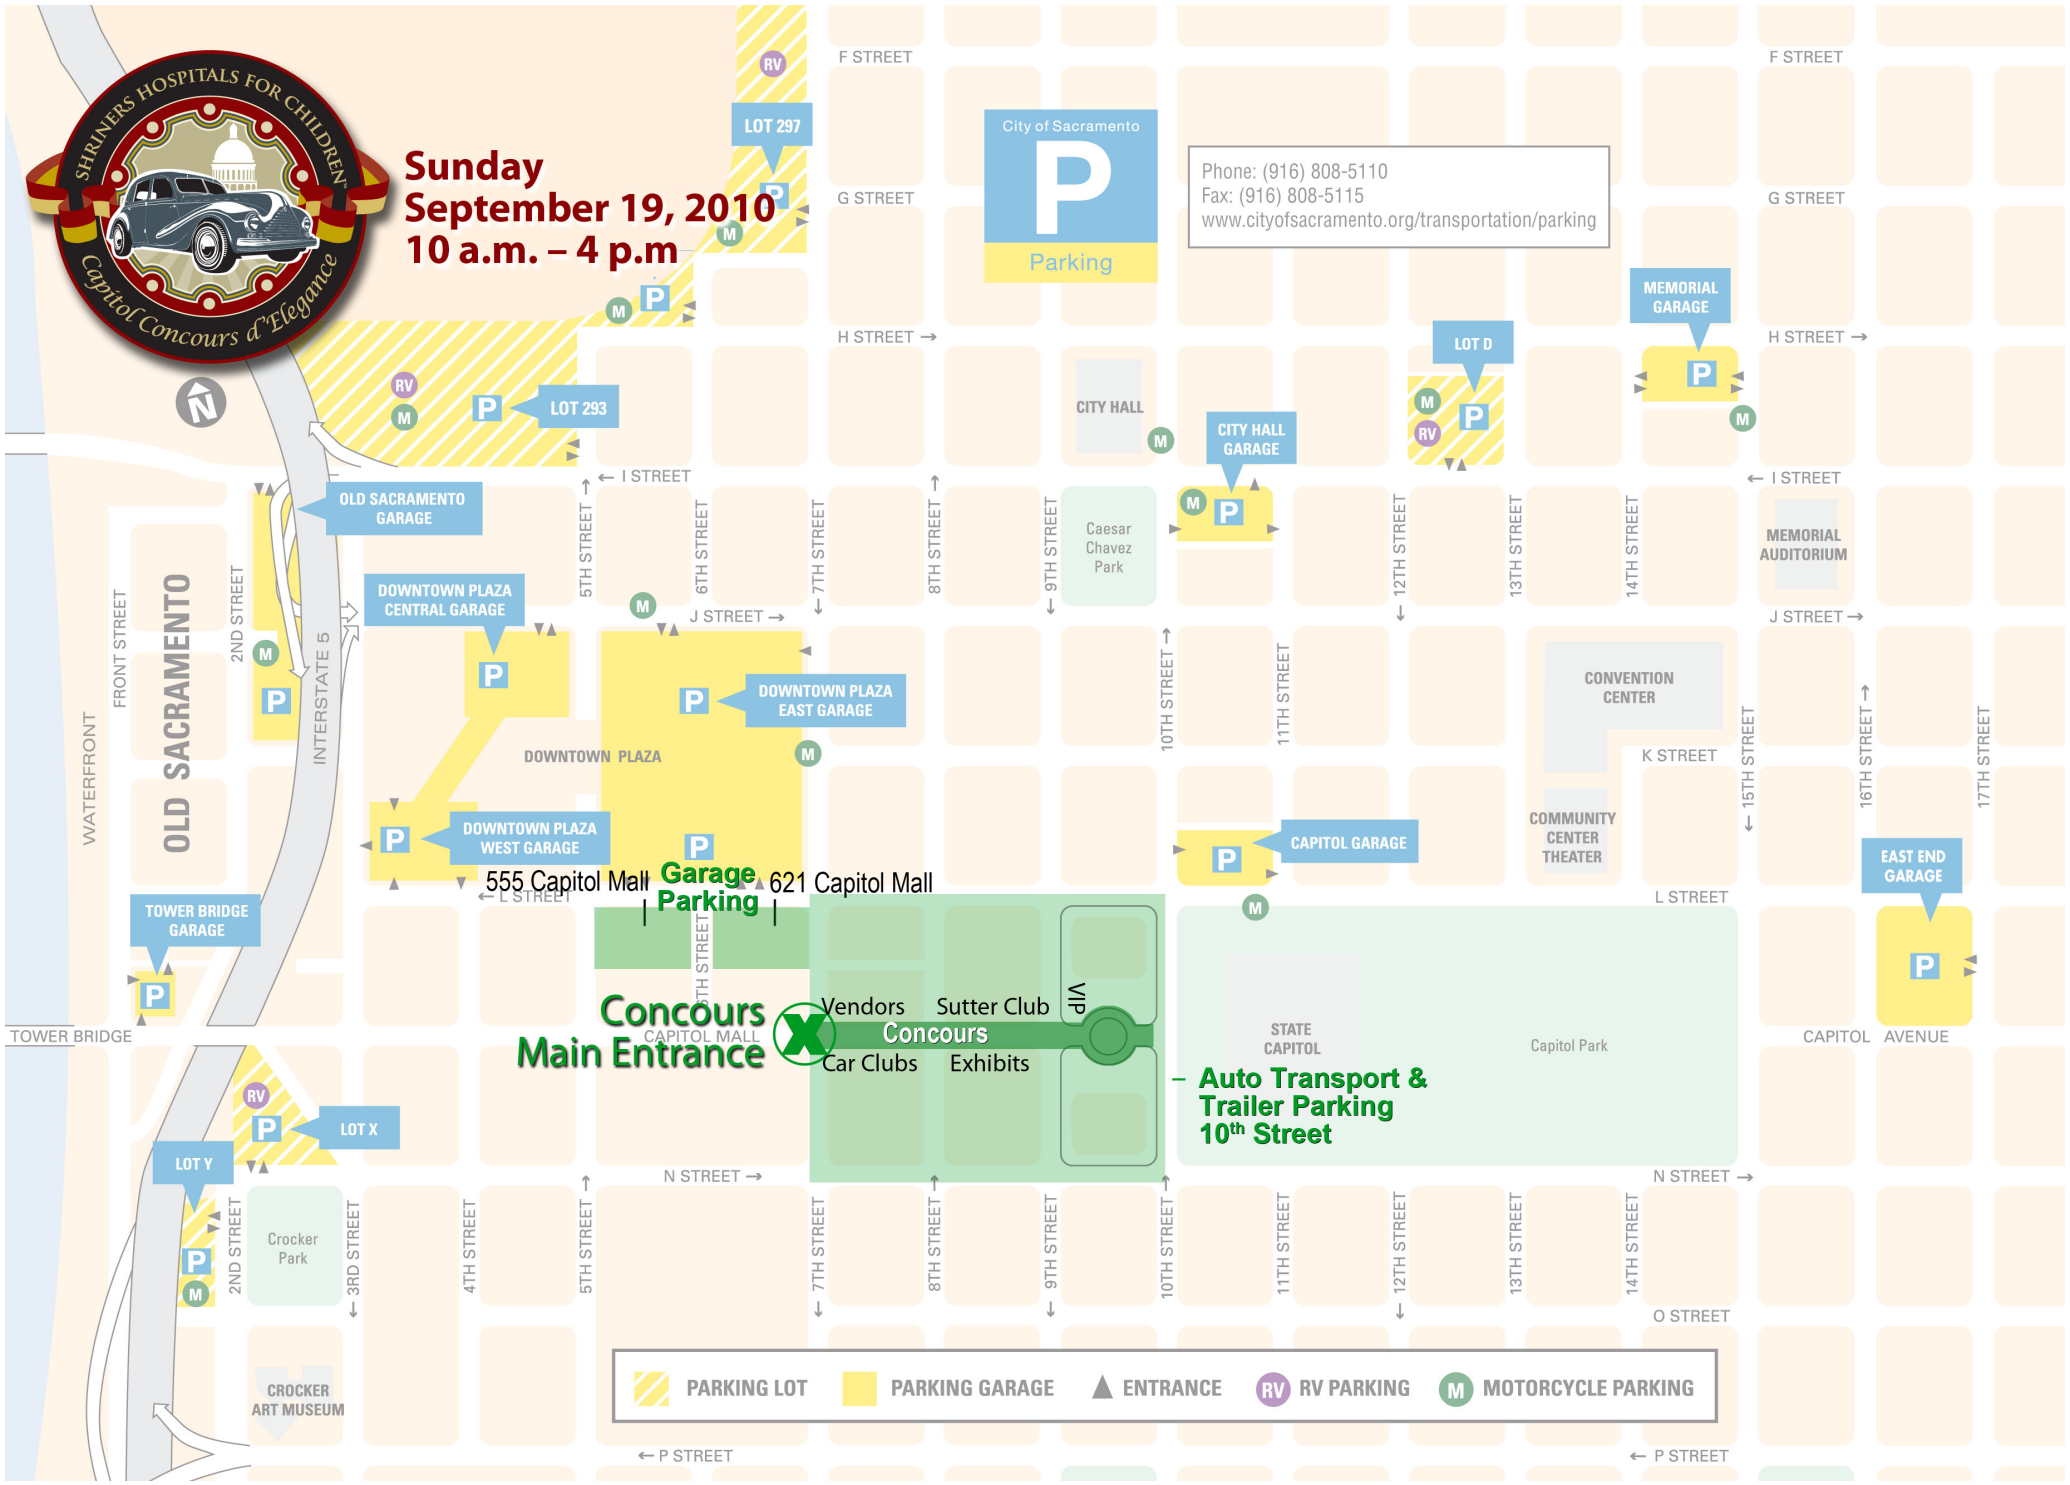 SHRINERS HOSPITALS FOR CHILDREN™
Capitol Concours d'Elegance
Sunday
September 19, 2010
10 a.m. – 4 p.m
N
City of Sacramento
P
Parking
Phone: (916) 808-5110
Fax: (916) 808-5115
www.cityofsacramento.org/transportation/parking
F STREET
F STREET
RV
LOT 297
P
M
G STREET
G STREET
P
M
H STREET →
H STREET →
MEMORIAL
GARAGE
P
M
LOT D
M
P
RV
RV
M
P
LOT 293
CITY HALL
M
CITY HALL
GARAGE
M
P
← I STREET
← I STREET
OLD SACRAMENTO
GARAGE
M
P
5TH STREET →
6TH STREET
← 7TH STREET
8TH STREET →
← 9TH STREET
Caesar
Chavez
Park
← 12TH STREET
13TH STREET
14TH STREET
MEMORIAL
AUDITORIUM
WATERFRONT
FRONT STREET
OLD SACRAMENTO
2ND STREET
INTERSTATE 5
DOWNTOWN PLAZA
CENTRAL GARAGE
P
M
J STREET →
J STREET →
P
DOWNTOWN PLAZA
EAST GARAGE
M
DOWNTOWN PLAZA
10TH STREET →
11TH STREET
CONVENTION
CENTER
K STREET
← 15TH STREET
16TH STREET →
17TH STREET
P
DOWNTOWN PLAZA
WEST GARAGE
P
P
CAPITOL GARAGE
COMMUNITY
CENTER
THEATER
EAST END
GARAGE
P
555 Capitol Mall
Garage
Parking
621 Capitol Mall
← L STREET
L STREET
M
TOWER BRIDGE
GARAGE
P
6TH STREET
Concours
Main Entrance
X
CAPITOL MALL
Vendors
Sutter Club
VIP
Concours
Car Clubs
Exhibits
STATE
CAPITOL
Capitol Park
TOWER BRIDGE
CAPITOL AVENUE
– Auto Transport &
Trailer Parking
10th Street
RV
P
LOT X
LOT Y
P
M
N STREET →
N STREET →
2ND STREET
Crocker
Park
← 3RD STREET
4TH STREET
5TH STREET →
← 7TH STREET
8TH STREET →
← 9TH STREET
10TH STREET →
11TH STREET
← 12TH STREET
13TH STREET
14TH STREET
O STREET
CROCKER
ART MUSEUM
PARKING LOT
PARKING GARAGE
ENTRANCE
RV RV PARKING
M MOTORCYCLE PARKING
← P STREET
← P STREET